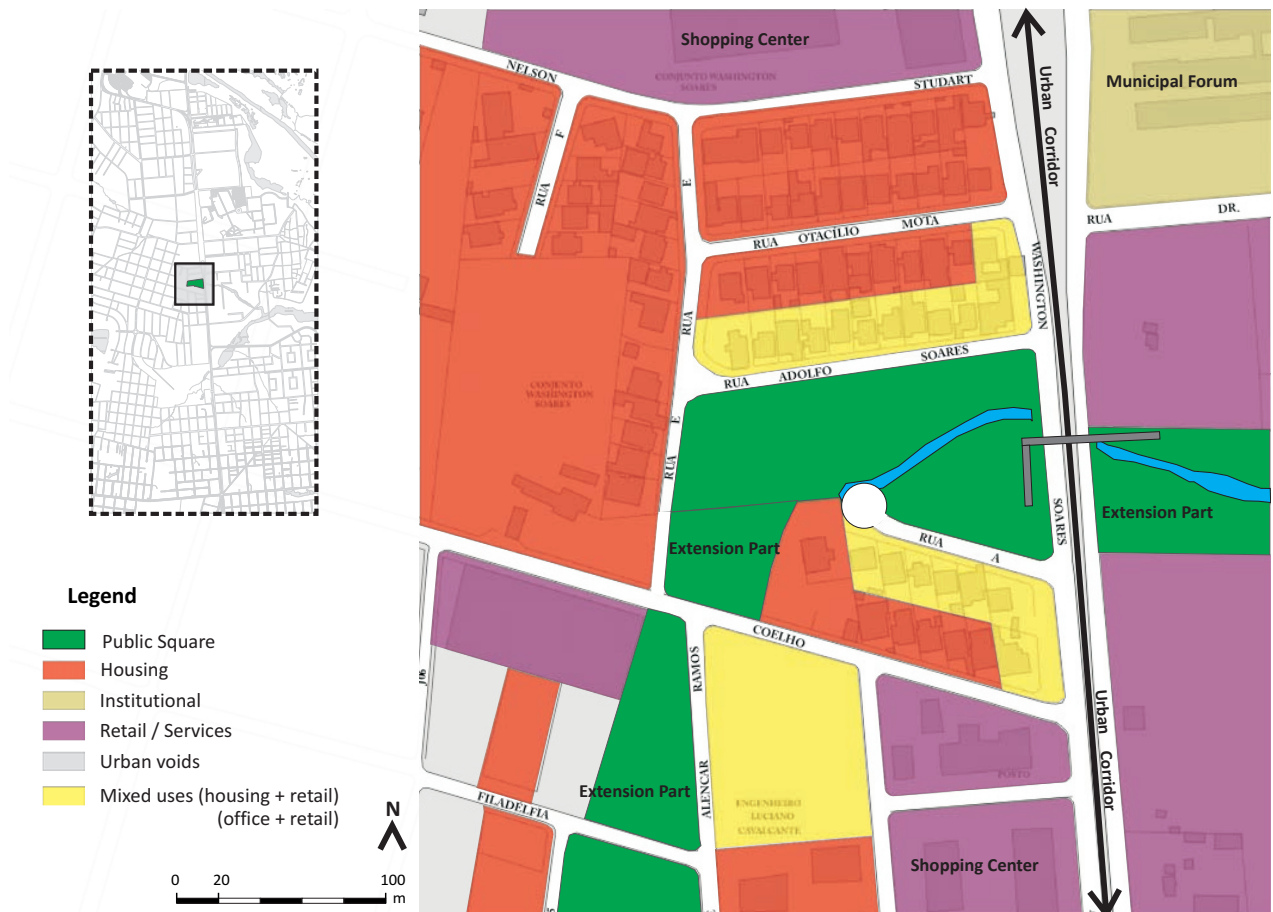 Shopping Center
CONJUNTO WASHINGTON
SOARES
NELSON
STUDART
Municipal Forum
Urban Corridor
RUA F
E
RUA DR.
RUA OTACÍLIO MOTA
WASHINGTON
RUA
RUA ADOLFO SOARES
CONJUNTO
WASHINGTON
SOARES
RUA E
SOARES
Extension Part
Extension Part
RUA A
COELHO
RAMOS
ALENCAR
Extension Part
FILADELFIA
ENGENHEIRO
LUCIANO
CAVALCANTE
Shopping Center
Urban Corridor
Legend
Public Square
Housing
Institutional
Retail / Services
Urban voids
Mixed uses (housing + retail)
(office + retail)
N
0 20 100
m